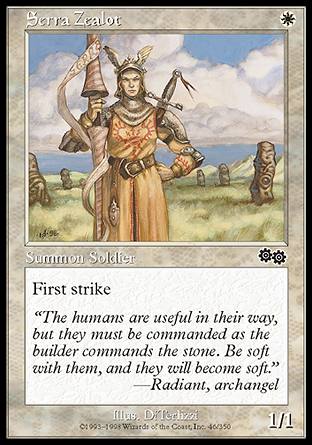 Serra Zealot
Summon Soldier
First strike
“The humans are useful in their way,
but they must be commanded as the
builder commands the stone. Be soft
with them, and they will become soft.”
—Radiant, archangel
Illus. DiTerlizzi
©1993–1998 Wizards of the Coast, Inc. 46/350
1/1